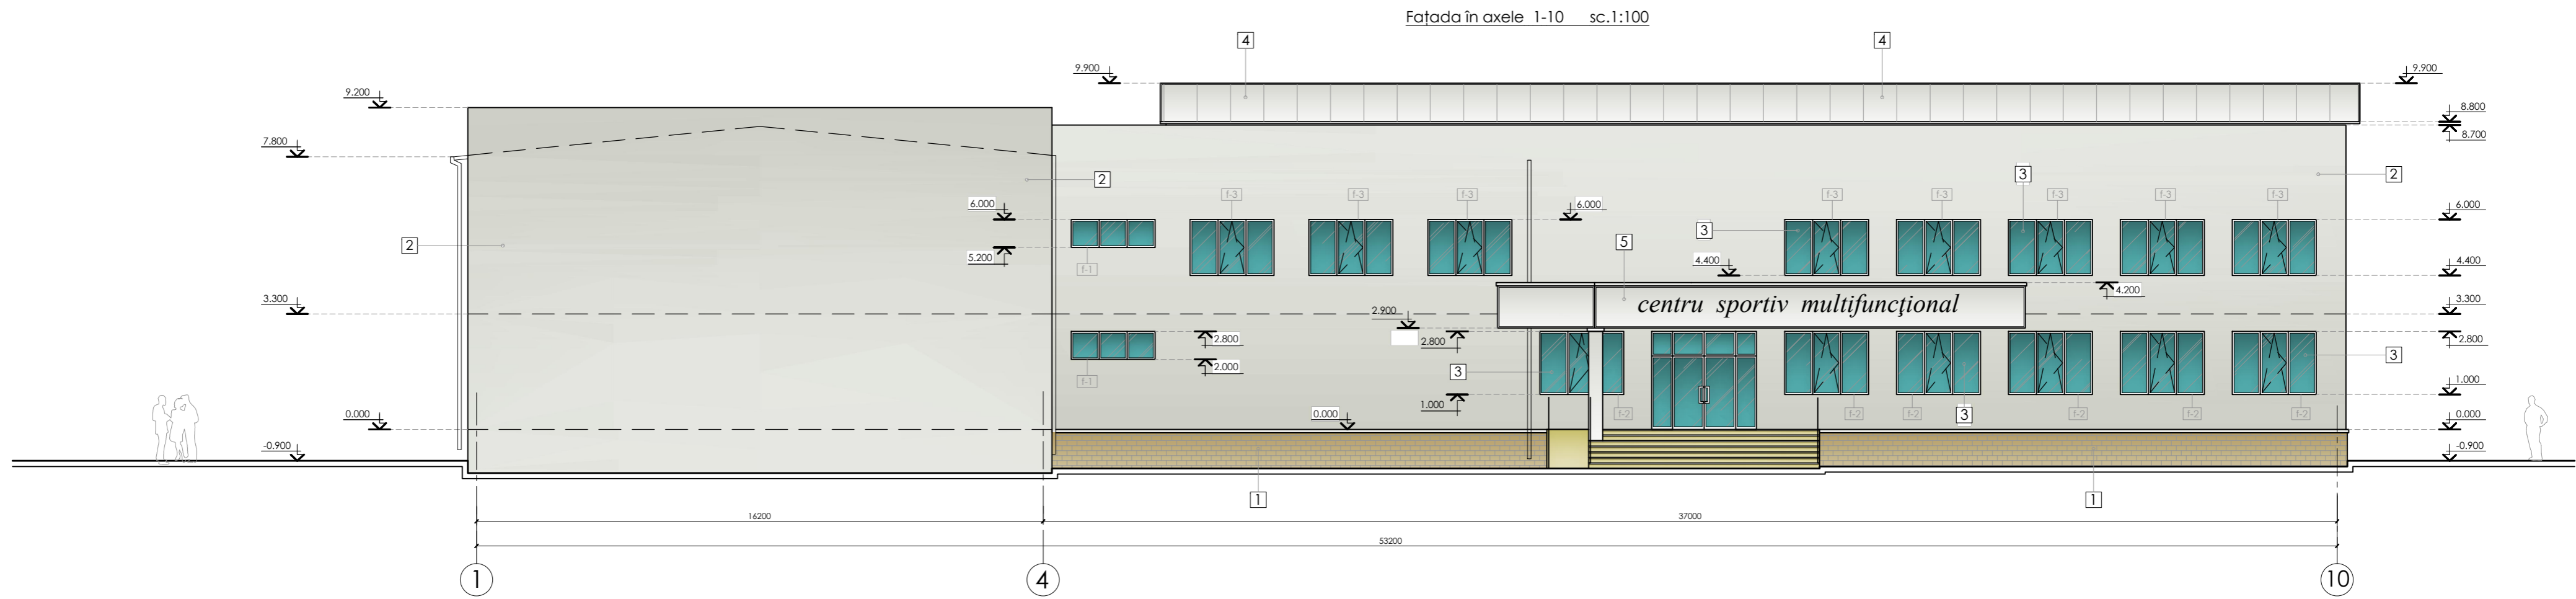 Fațada în axele 1-10 sc.1:100
4 4
9.900 9.900
9.200
8.800
8.700
7.800
2 3 2
f-3 f-3 f-3 f-3 f-3 f-3 f-3 f-3
6.000 6.000 6.000
3 5
2
5.200
f-1
4.400 4.400
4.200
centru sportiv multifuncţional
3.300 3.300
2.900
2.800 2.800 2.800
3
2.000
3
f-1
1.000 1.000
0.000 0.000 0.000
f-2 f-2 f-2 3 f-2 f-2 f-2
-0.900 -0.900
1 1
16200 37000
53200
1 4 10